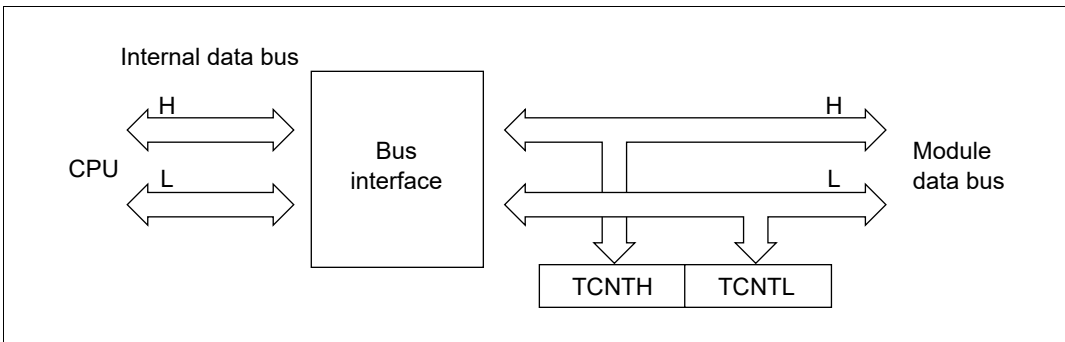 Internal data bus
H
H
CPU
Bus
interface
Module
data bus
L
L
TCNTH
TCNTL